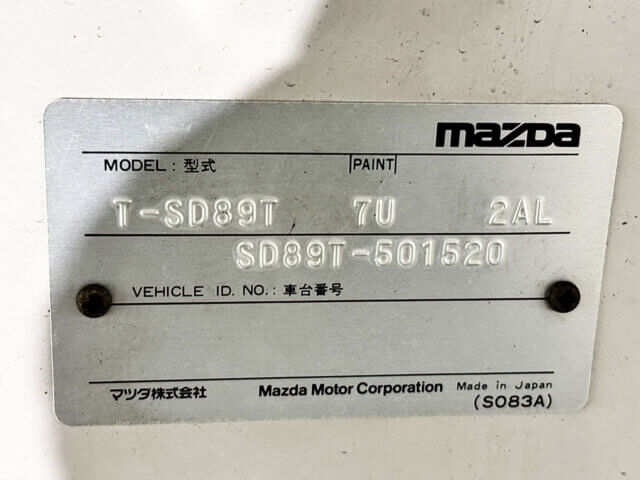 mazda
MODEL : 型式 |PAINT|
T-SD89T 7U 2AL
SD89T-501520
VEHICLE ID. NO. : 車台番号
マツダ株式会社 Mazda Motor Corporation Made in Japan
(S083A)